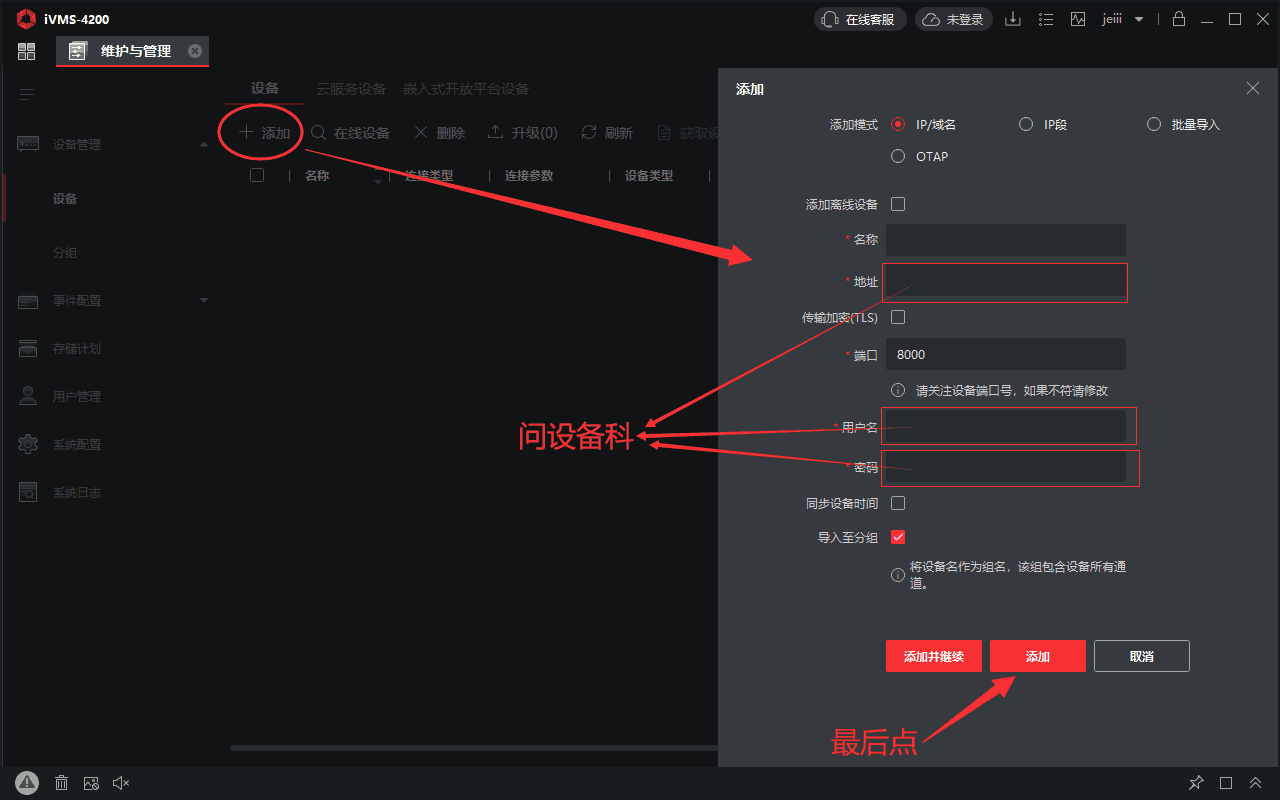 iVMS-4200
在线客服
未登录
jeiii
维护与管理
设备
云服务设备
嵌入式开放平台设备
添加
在线设备
删除
升级(0)
刷新
获取设
名称
连接类型
连接参数
设备类型
设备管理
设备
分组
事件配置
存储计划
用户管理
系统配置
系统日志
问设备科
添加
添加模式
IP/域名
IP段
批量导入
OTAP
添加离线设备
* 名称
* 地址
传输加密(TLS)
* 端口
8000
请关注设备端口号，如果不符请修改
* 用户名
* 密码
同步设备时间
导入至分组
将设备名作为组名，该组包含设备所有通
道。
添加并继续
添加
取消
最后点